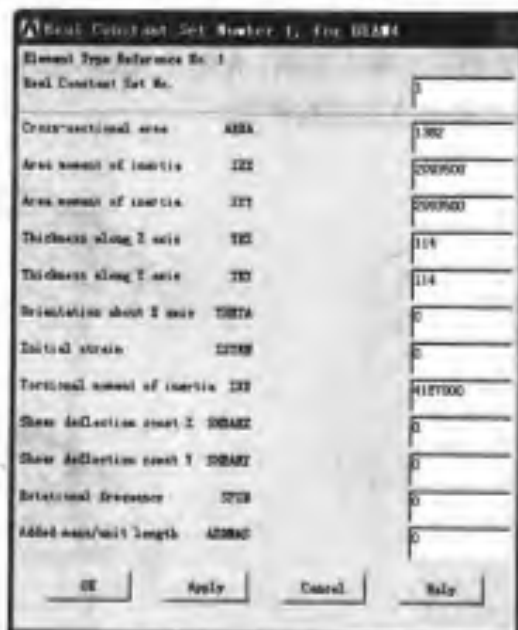 Real Constant Set Number 1, for BEAM4
Element Type Reference No. 1
Real Constant Set No.
Cross-sectional area AREA 1382
Area moment of inertia IZZ 2093500
Area moment of inertia IYY 2093500
Thickness along Z axis TKZ 114
Thickness along Y axis TKY 114
Orientation about X axis THETA 0
Initial strain ISTRN 0
Torsional moment of inertia IXX 4187000
Shear deflection const Z SHEARZ 0
Shear deflection const Y SHEARY 0
Rotational frequency SPIN 0
Added mass/unit length ADDMAS 0
OK Apply Cancel Help